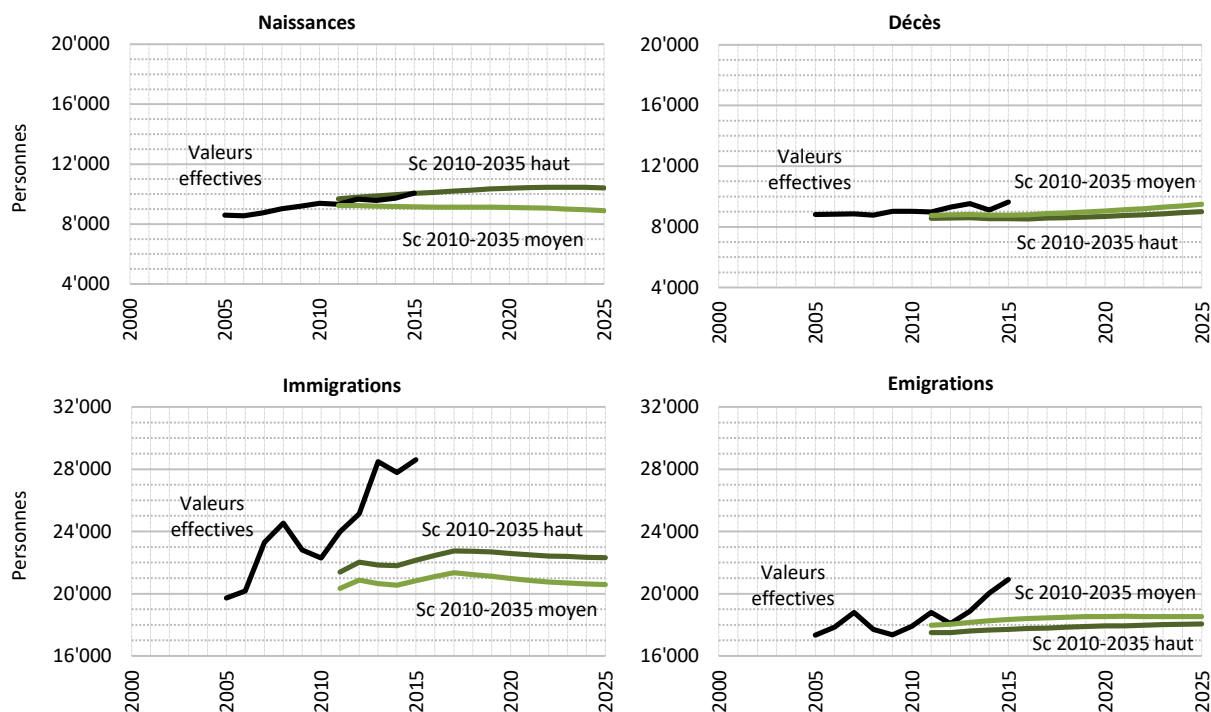 Naissances
Personnes
20'000
16'000
12'000
8'000
4'000
Valeurs
effectives
Sc 2010-2035 haut
Sc 2010-2035 moyen
2000
2005
2010
2015
2020
2025
Décès
20'000
16'000
12'000
8'000
4'000
Valeurs
effectives
Sc 2010-2035 moyen
Sc 2010-2035 haut
2000
2005
2010
2015
2020
2025
Immigrations
Personnes
32'000
28'000
24'000
20'000
16'000
Valeurs
effectives
Sc 2010-2035 haut
Sc 2010-2035 moyen
2000
2005
2010
2015
2020
2025
Emigrations
32'000
28'000
24'000
20'000
16'000
Valeurs
effectives
Sc 2010-2035 moyen
Sc 2010-2035 haut
2000
2005
2010
2015
2020
2025